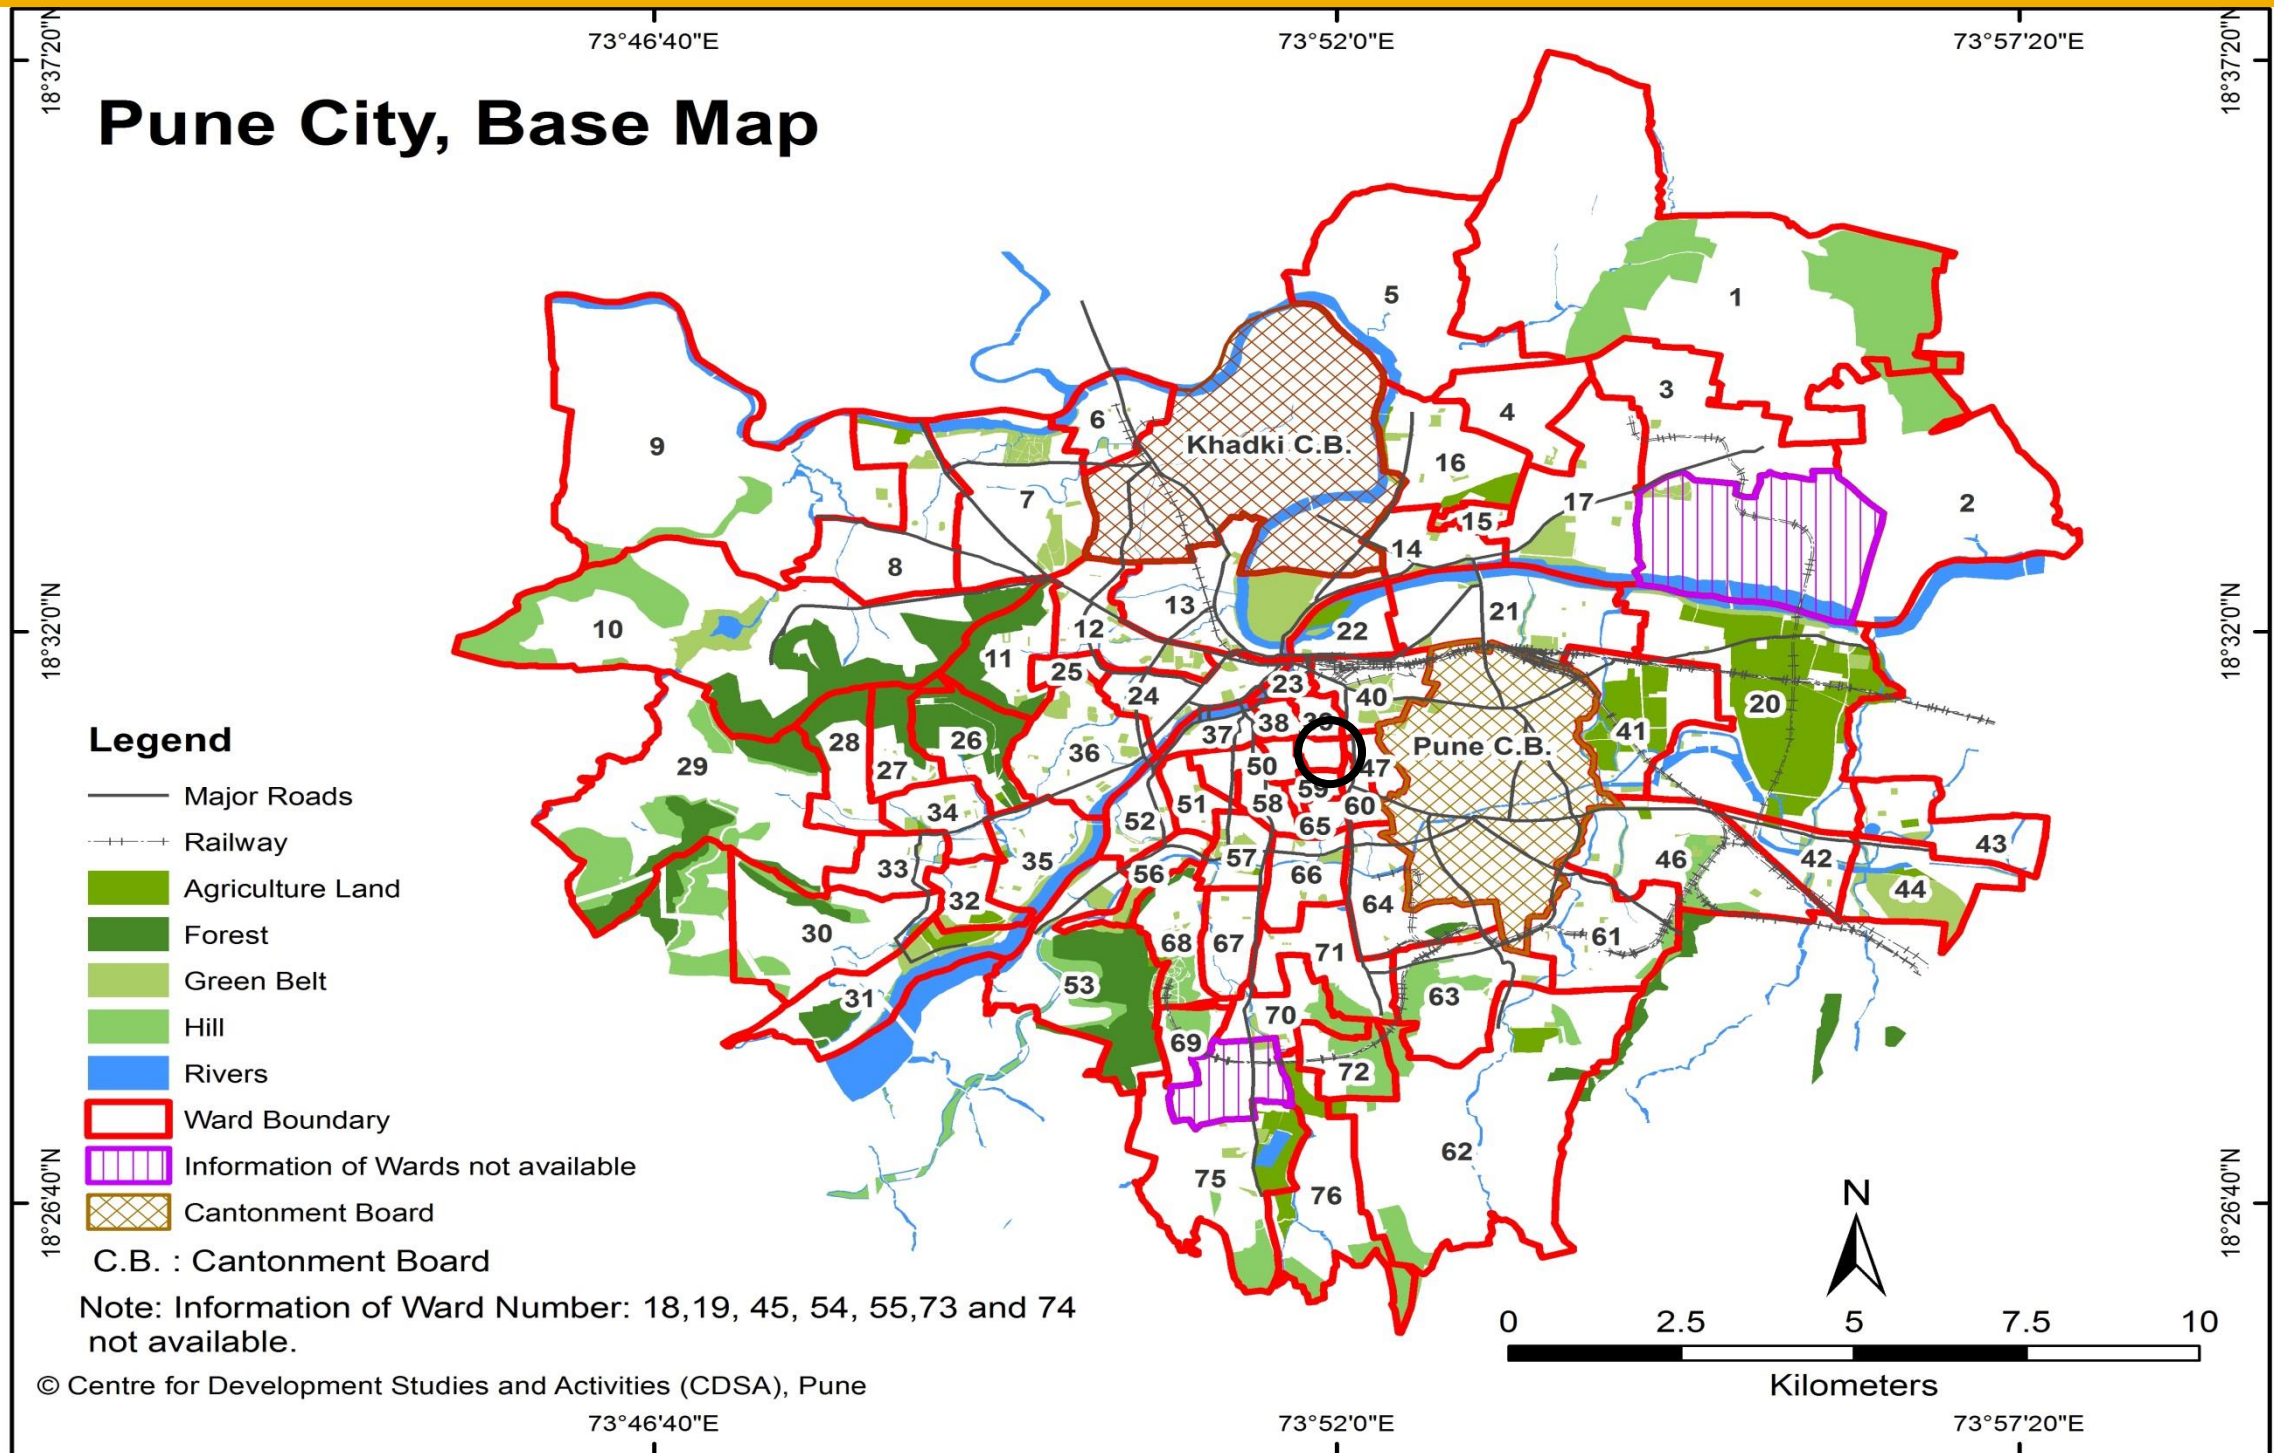 73°46'40"E
73°52'0"E
73°57'20"E
18°37'20"N
18°37'20"N
Pune City, Base Map
5
1
3
4
6
9
Khadki C.B.
16
7
17
2
15
14
8
13
21
10
12
22
11
25
23
24
40
20
38
37
41
28
26
36
Pune C.B.
29
27
50
47
59
51
58
60
34
52
65
43
57
46
42
35
33
56
66
44
32
64
30
61
68
67
71
53
31
63
70
69
72
62
75
76
18°32'0"N
18°32'0"N
Legend
Major Roads
Railway
Agriculture Land
Forest
Green Belt
Hill
Rivers
Ward Boundary
Information of Wards not available
Cantonment Board
C.B. : Cantonment Board
Note: Information of Ward Number: 18,19, 45, 54, 55,73 and 74
not available.
© Centre for Development Studies and Activities (CDSA), Pune
18°26'40"N
18°26'40"N
N
0 2.5 5 7.5 10
Kilometers
73°46'40"E
73°52'0"E
73°57'20"E